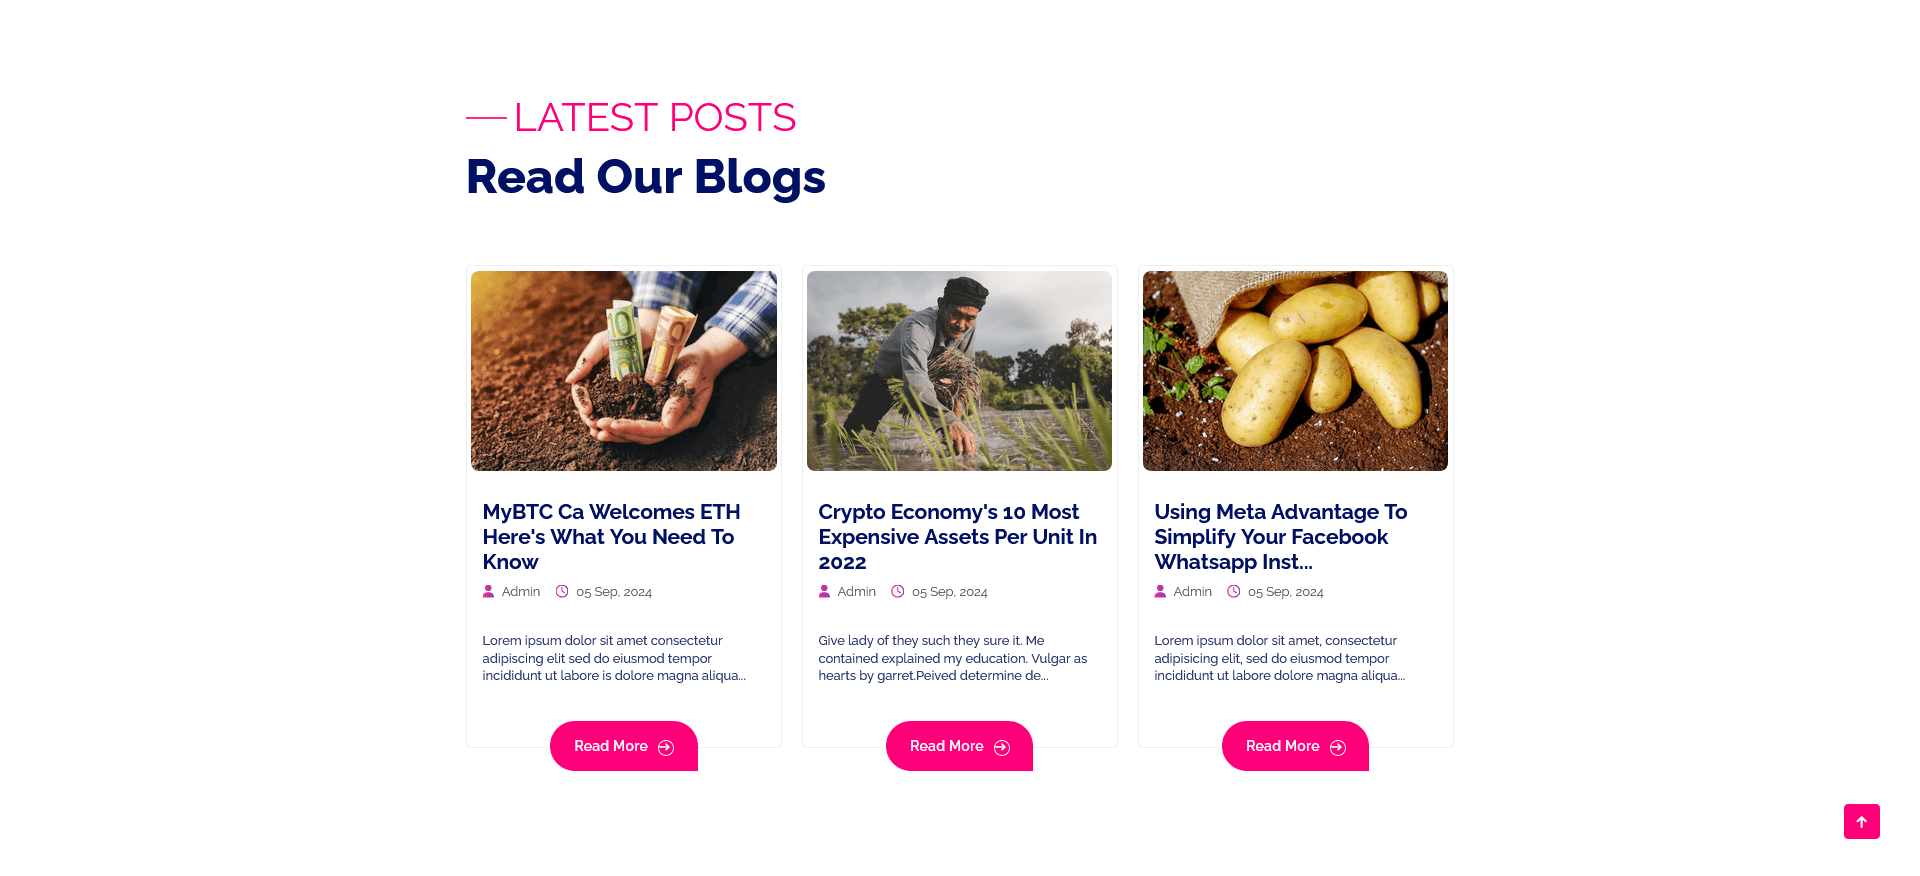 LATEST POSTS
Read Our Blogs
10
MyBTC Ca Welcomes ETH
Here's What You Need To
Know
Admin 05 Sep, 2024
Lorem ipsum dolor sit amet consectetur
adipiscing elit sed do eiusmod tempor
incididunt ut labore is dolore magna aliqua...
Read More
Crypto Economy's 10 Most
Expensive Assets Per Unit In
2022
Admin 05 Sep, 2024
Give lady of they such they sure it. Me
contained explained my education. Vulgar as
hearts by garret.Peived determine de...
Read More
Using Meta Advantage To
Simplify Your Facebook
Whatsapp Inst...
Admin 05 Sep, 2024
Lorem ipsum dolor sit amet, consectetur
adipisicing elit, sed do eiusmod tempor
incididunt ut labore dolore magna aliqua...
Read More